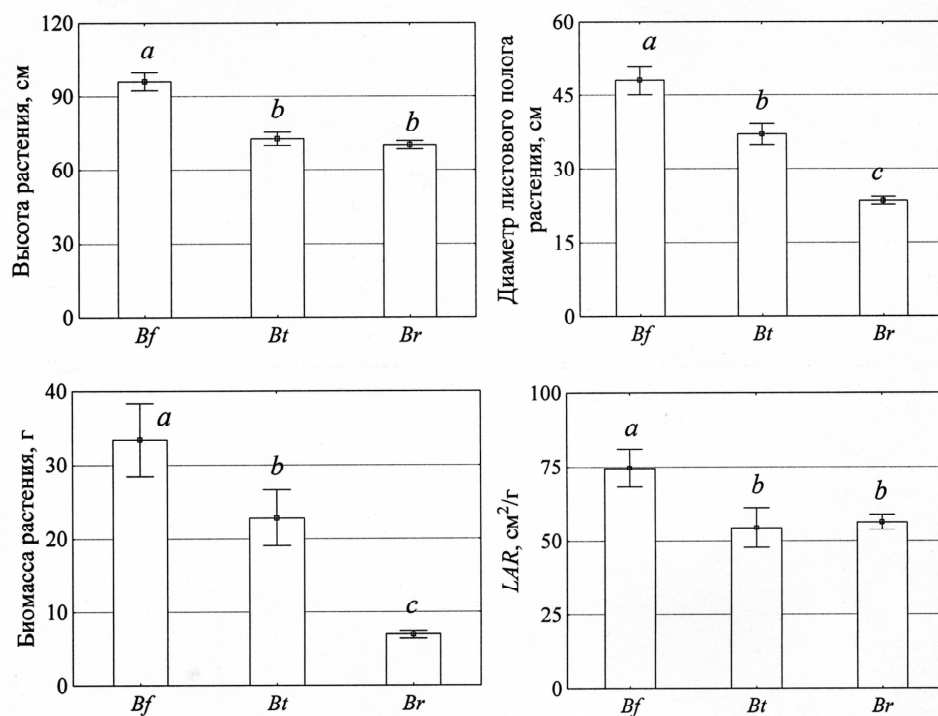 Высота растения, см
120
90
60
30
0
a
b
b
Bf
Bt
Br
Диаметр листового полога
растения, см
60
45
30
15
0
a
b
c
Bf
Bt
Br
Биомасса растения, г
40
30
20
10
0
a
b
c
Bf
Bt
Br
LAR, см²/г
100
75
50
25
0
a
b
b
Bf
Bt
Br